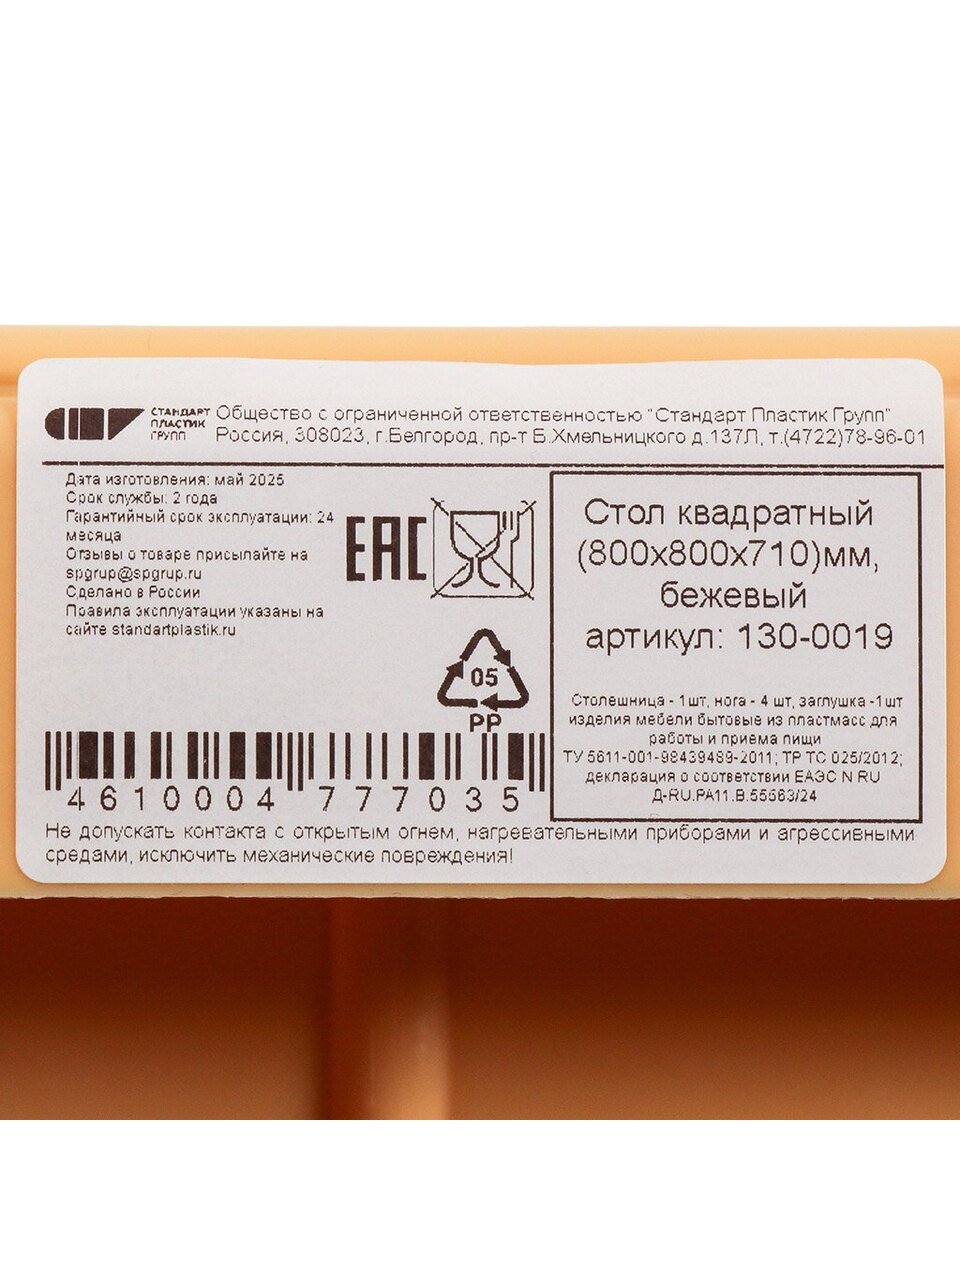 СТАНДАРТ
ПЛАСТИК
ГРУПП
Общество с ограниченной ответственностью "Стандарт Пластик Групп"
Россия, 308023, г.Белгород, пр-т Б.Хмельницкого д.137Л, т.(4722)78-96-01
Дата изготовления: май 2025
Срок службы: 2 года
Гарантийный срок эксплуатации: 24
месяца
Отзывы о товаре присылайте на
spgrup@spgrup.ru
Сделано в России
Правила эксплуатации указаны на
сайте standartplastik.ru
EAC
05
PP
4610004777035
Стол квадратный
(800х800х710)мм,
бежевый
артикул: 130-0019
Столешница - 1шт, нога - 4 шт, заглушка -1шт
изделия мебели бытовые из пластмасс для
работы и приема пищи
ТУ 5611-001-98439489-2011; ТР ТС 025/2012;
декларация о соответствии ЕАЭС N RU
Д-RU.РА11.В.55563/24
Не допускать контакта с открытым огнем, нагревательными приборами и агрессивными
средами, исключить механические повреждения!